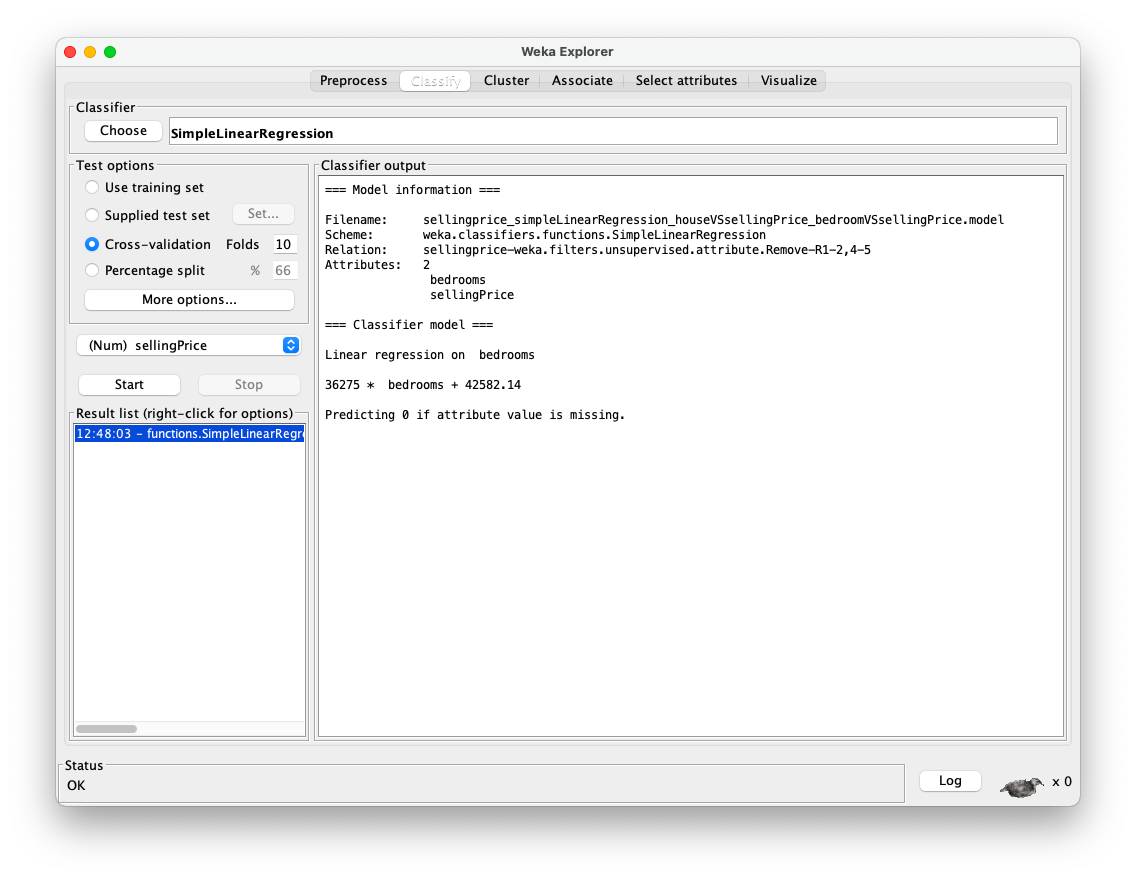 Weka Explorer
Preprocess Classify Cluster Associate Select attributes Visualize
Classifier
Choose SimpleLinearRegression
Test options
Use training set
Supplied test set Set...
Cross-validation Folds 10
Percentage split % 66
More options...
(Num) sellingPrice
Start Stop
Result list (right-click for options)
12:48:03 - functions.SimpleLinearRegre
Classifier output
=== Model information ===
Filename: sellingprice_simpleLinearRegression_houseVSsellingPrice_bedroomVSsellingPrice.model
Scheme: weka.classifiers.functions.SimpleLinearRegression
Relation: sellingprice-weka.filters.unsupervised.attribute.Remove-R1-2,4-5
Attributes: 2
bedrooms
sellingPrice
=== Classifier model ===
Linear regression on bedrooms
36275 * bedrooms + 42582.14
Predicting 0 if attribute value is missing.
Status
OK
Log
x 0